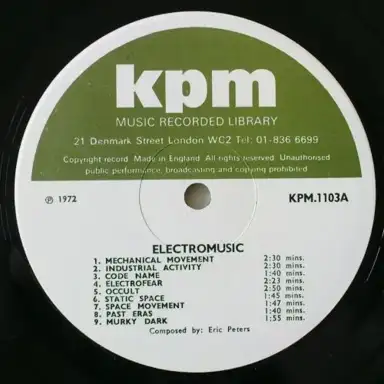 kpm
MUSIC RECORDED LIBRARY
21 Denmark Street London WC2 Tel: 01-836 6699
Copyright record. Made in England. All rights reserved. Unauthorised
public performance, broadcasting and copying prohibited
℗ 1972
KPM.1103A
ELECTROMUSIC
1. MECHANICAL MOVEMENT 2:30 mins.
2. INDUSTRIAL ACTIVITY 2:30 mins.
3. CODE NAME 1:40 mins.
4. ELECTROFEAR 2:23 mins.
5. OCCULT 2:50 mins.
6. STATIC SPACE 1:45 mins.
7. SPACE MOVEMENT 1:47 mins.
8. PAST ERAS 1:40 mins.
9. MURKY DARK 1:55 mins.
Composed by: Eric Peters